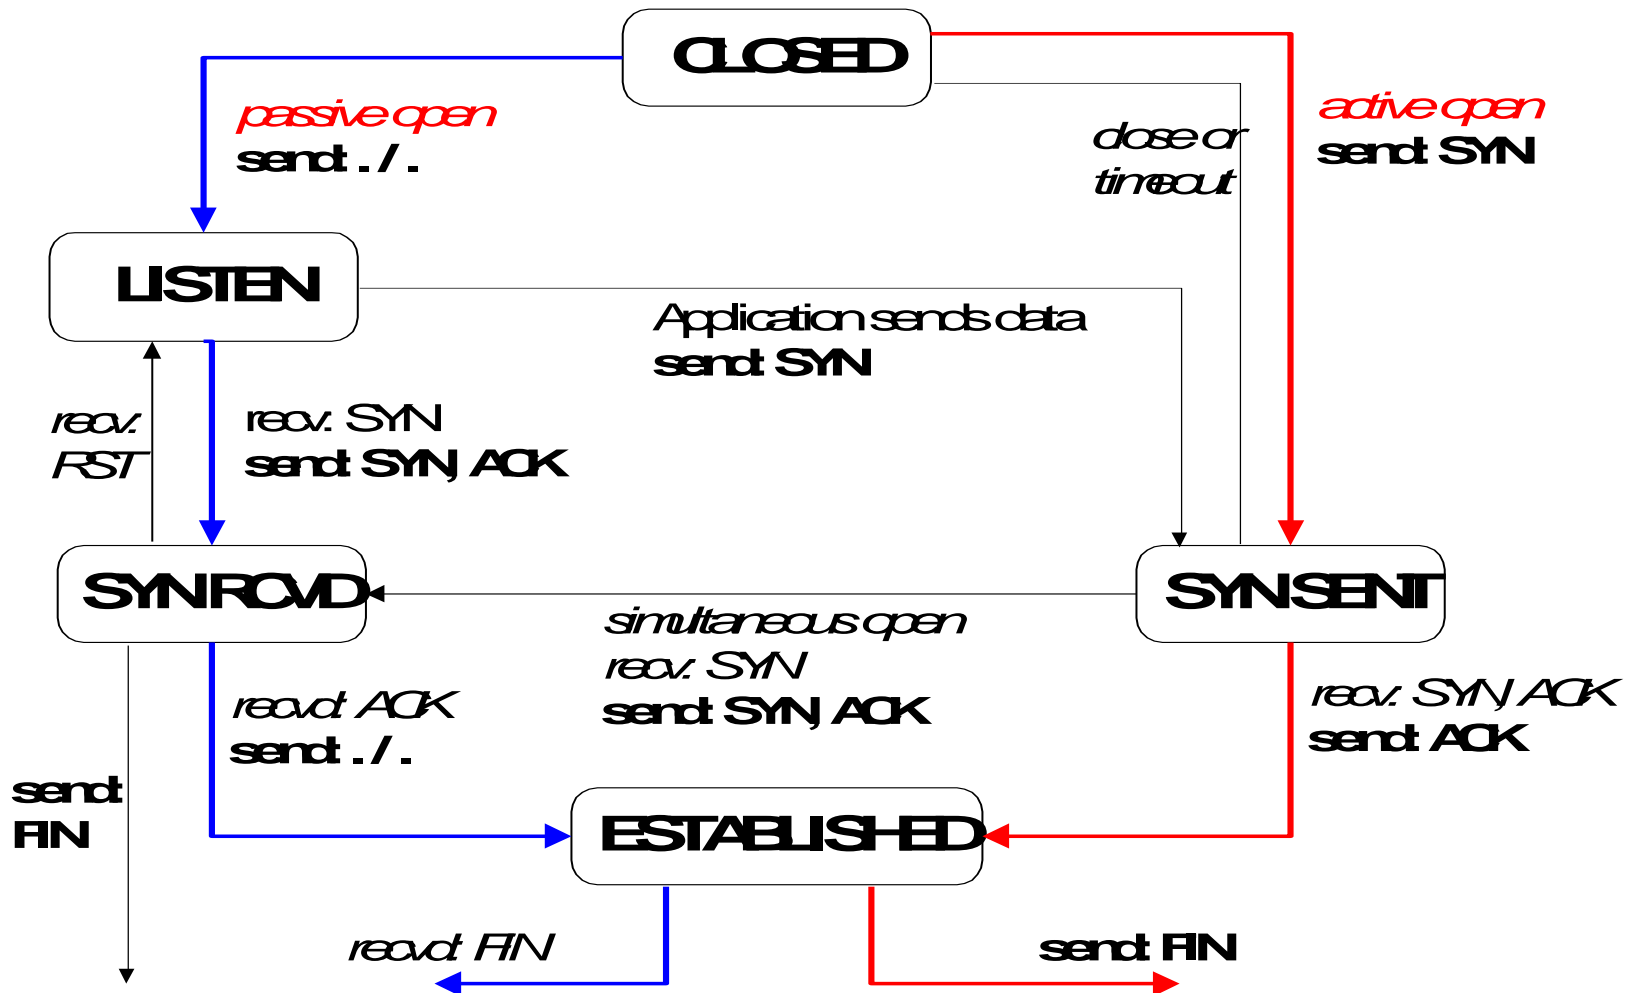 CLOSED
passive open
send: . / .
active open
send: SYN
close or
timeout
LISTEN
Application sends data
send: SYN
recv:
RST
recv: SYN
send: SYN, ACK
SYN RCVD
SYN SENT
simultaneous open
recv: SYN
send: SYN, ACK
recvd: ACK
send: . / .
recv: SYN, ACK
send: ACK
send:
FIN
ESTABLISHED
recvd: FIN
send: FIN